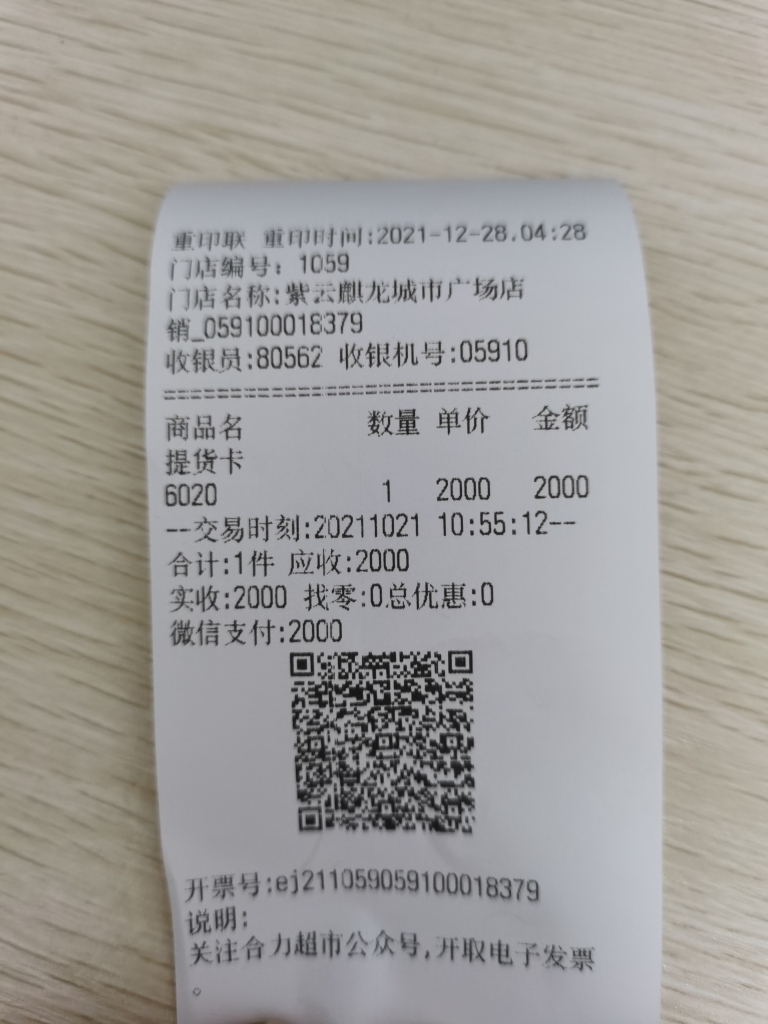 重印联 重印时间:2021-12-28.04:28
门店编号: 1059
门店名称:紫云麒龙城市广场店
销_059100018379
收银员:80562 收银机号:05910
==================================
商品名 数量 单价 金额
提货卡
6020 1 2000 2000
--交易时刻:20211021 10:55:12--
合计:1件 应收:2000
实收:2000 找零:0总优惠:0
微信支付:2000
开票号:ej211059059100018379
说明:
关注合力超市公众号,开取电子发票
。